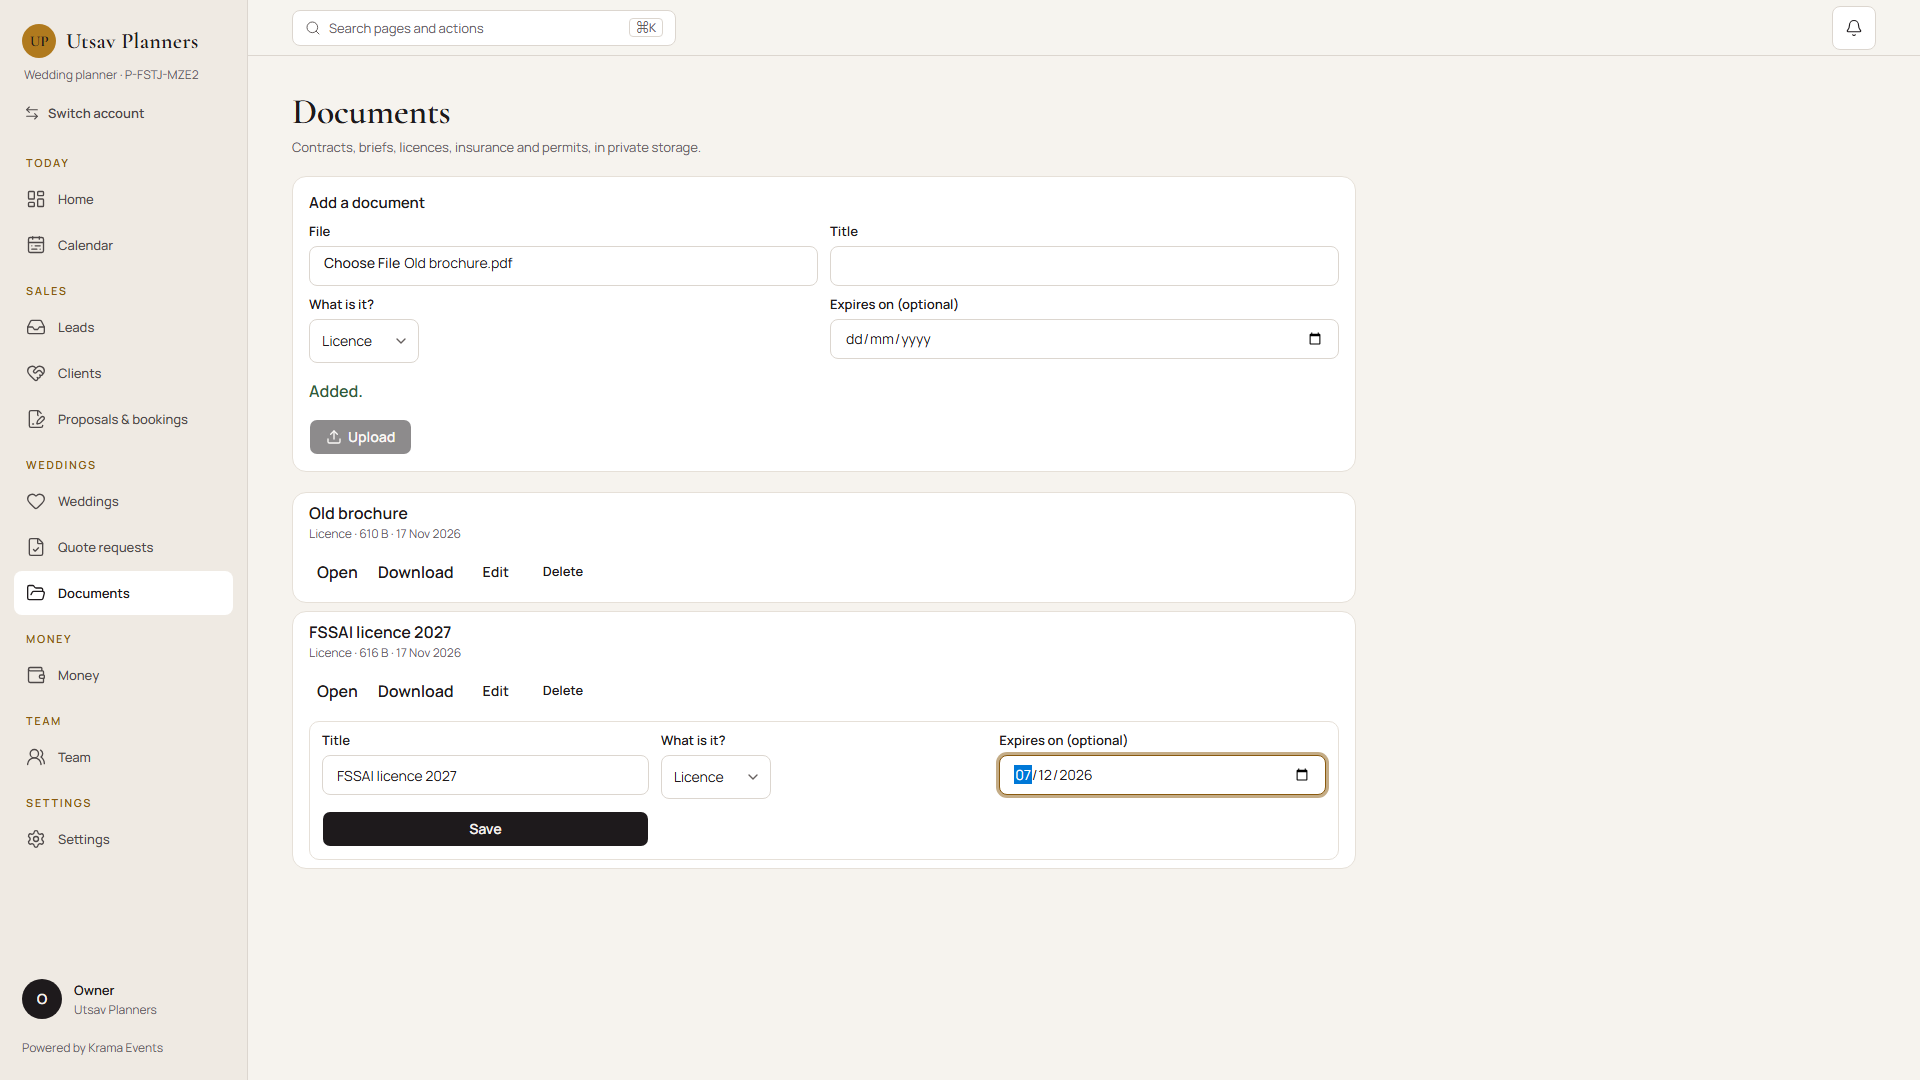 UP Utsav Planners
Wedding planner · P-FSTJ-MZE2
Switch account
TODAY
Home
Calendar
SALES
Leads
Clients
Proposals & bookings
WEDDINGS
Weddings
Quote requests
Documents
MONEY
Money
TEAM
Team
SETTINGS
Settings
O Owner
Utsav Planners
Powered by Krama Events
Search pages and actions ⌘K
Documents
Contracts, briefs, licences, insurance and permits, in private storage.
Add a document
File Title
Choose File Old brochure.pdf
What is it? Expires on (optional)
Licence dd/mm/yyyy
Added.
Upload
Old brochure
Licence · 610 B · 17 Nov 2026
Open Download Edit Delete
FSSAI licence 2027
Licence · 616 B · 17 Nov 2026
Open Download Edit Delete
Title What is it? Expires on (optional)
FSSAI licence 2027 Licence 07/12/2026
Save